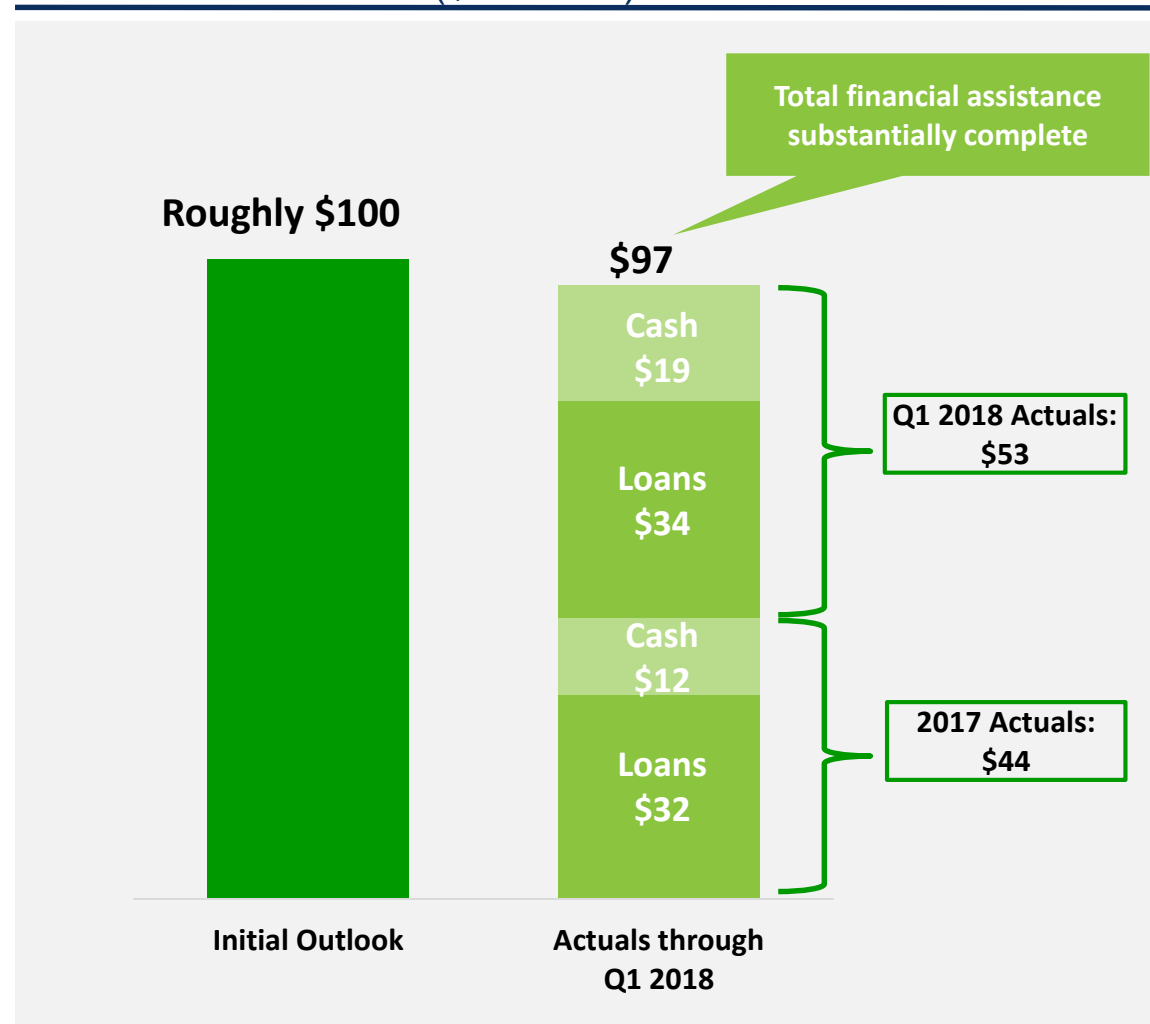 Total financial assistance
substantially complete
Roughly $100
$97
Cash
$19
Loans
$34
Q1 2018 Actuals:
$53
Cash
$12
Loans
$32
2017 Actuals:
$44
Initial Outlook
Actuals through
Q1 2018